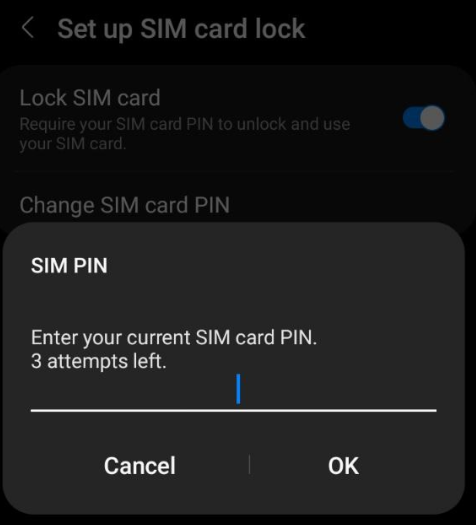 Set up SIM card lock
Lock SIM card
Require your SIM card PIN to unlock and use
your SIM card.
Change SIM card PIN
SIM PIN
Enter your current SIM card PIN.
3 attempts left.
Cancel
OK